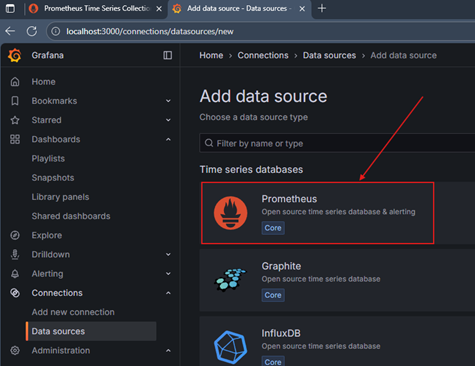 Prometheus Time Series Collectio
Add data source - Data sources -
localhost:3000/connections/datasources/new
Grafana
Home > Connections > Data sources > Add data source
Home
Bookmarks
Starred
Dashboards
Playlists
Snapshots
Library panels
Shared dashboards
Explore
Drilldown
Alerting
Connections
Add new connection
Data sources
Administration
Add data source
Choose a data source type
Filter by name or type
Time series databases
Prometheus
Open source time series database & alerting
Core
Graphite
Open source time series database
Core
InfluxDB
Open source time series database
Core